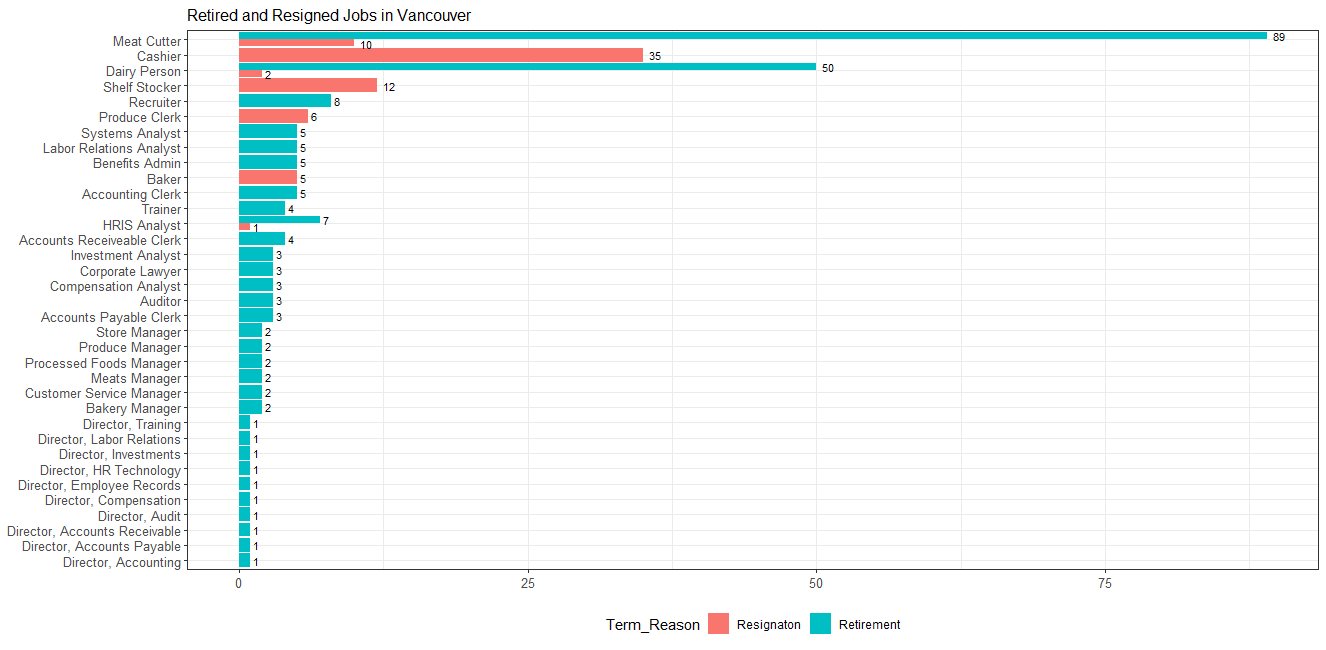 Retired and Resigned Jobs in Vancouver
Meat Cutter 89
10
Cashier 35
Dairy Person 50
2
Shelf Stocker 12
Recruiter 8
Produce Clerk 6
Systems Analyst 5
Labor Relations Analyst 5
Benefits Admin 5
Baker 5
Accounting Clerk 5
Trainer 4
HRIS Analyst 7
1
Accounts Receiveable Clerk 4
Investment Analyst 3
Corporate Lawyer 3
Compensation Analyst 3
Auditor 3
Accounts Payable Clerk 3
Store Manager 2
Produce Manager 2
Processed Foods Manager 2
Meats Manager 2
Customer Service Manager 2
Bakery Manager 2
Director, Training 1
Director, Labor Relations 1
Director, Investments 1
Director, HR Technology 1
Director, Employee Records 1
Director, Compensation 1
Director, Audit 1
Director, Accounts Receivable 1
Director, Accounts Payable 1
Director, Accounting 1
0 25 50 75
Term_Reason Resignaton Retirement